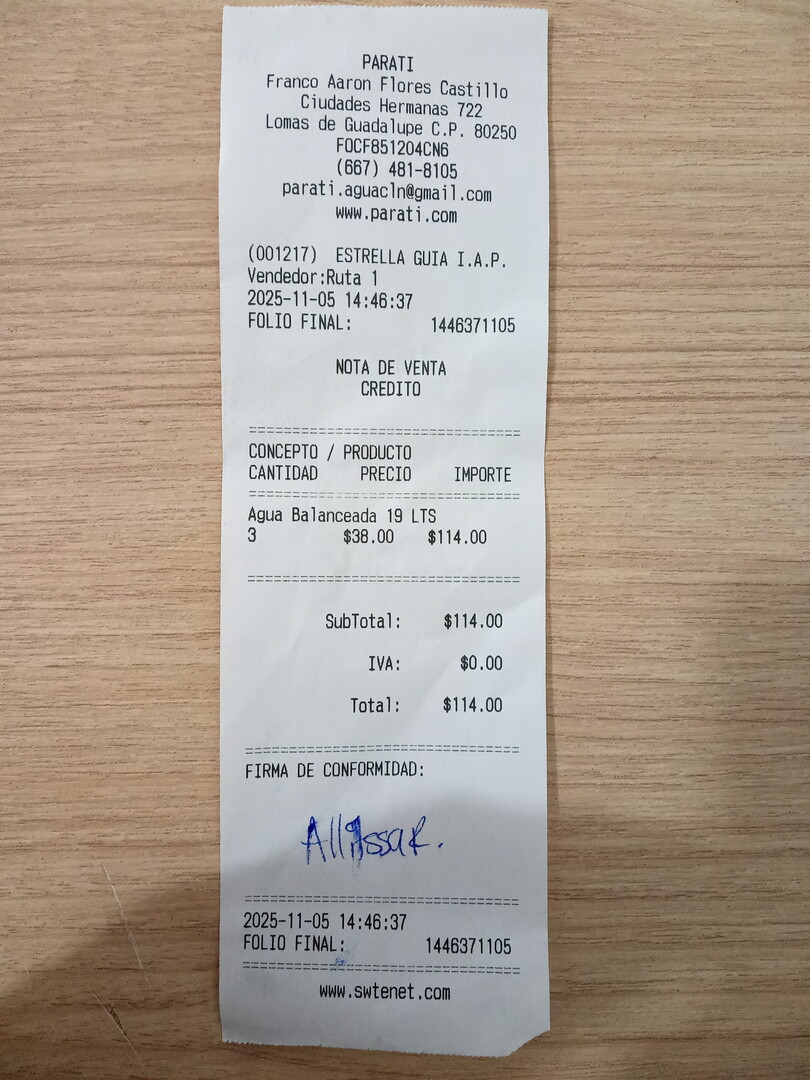 PARATI
Franco Aaron Flores Castillo
Ciudades Hermanas 722
Lomas de Guadalupe C.P. 80250
FOCF851204CN6
(667) 481-8105
parati.aguacln@gmail.com
www.parati.com
(001217) ESTRELLA GUIA I.A.P.
Vendedor:Ruta 1
2025-11-05 14:46:37
FOLIO FINAL: 1446371105
NOTA DE VENTA
CREDITO
CONCEPTO / PRODUCTO
CANTIDAD PRECIO IMPORTE
Agua Balanceada 19 LTS
3 $38.00 $114.00
SubTotal: $114.00
IVA: $0.00
Total: $114.00
FIRMA DE CONFORMIDAD:
2025-11-05 14:46:37
FOLIO FINAL: 1446371105
www.swtenet.com